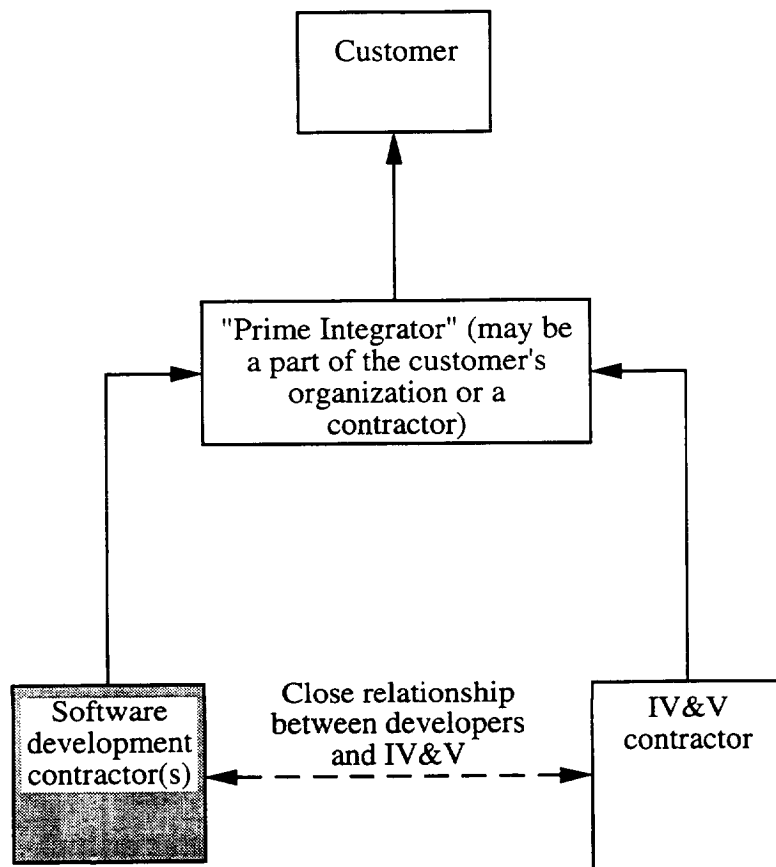 Customer
"Prime Integrator" (may be
a part of the customer's
organization or a
contractor)
Software
development
contractor(s)
Close relationship
between developers
and IV&V
IV&V
contractor